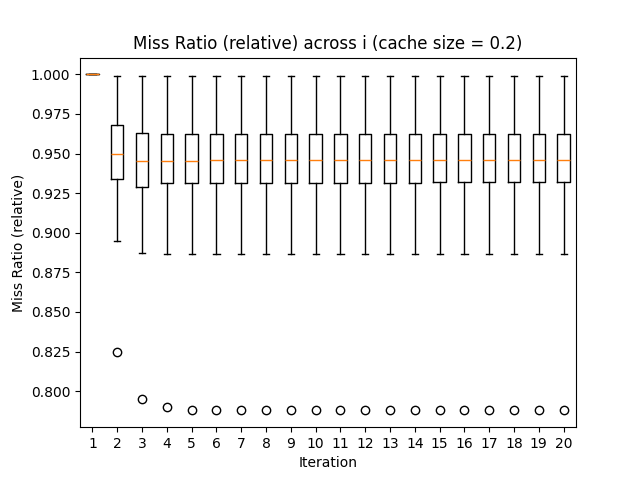 Miss Ratio (relative) across i (cache size = 0.2)
1.000
0.975
0.950
0.925
0.900
0.875
0.850
0.825
0.800
Miss Ratio (relative)
1 2 3 4 5 6 7 8 9 10 11 12 13 14 15 16 17 18 19 20
Iteration